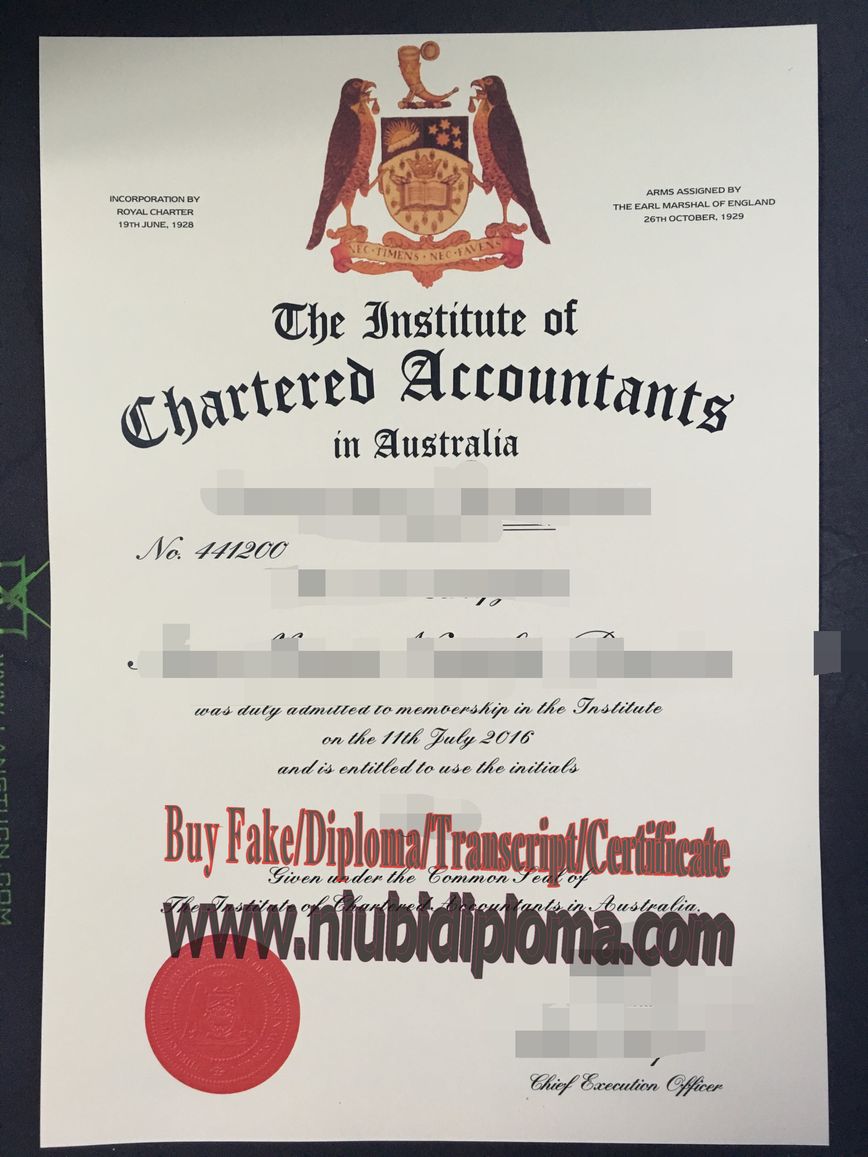 INCORPORATION BY
ROYAL CHARTER
19TH JUNE, 1928
ARMS ASSIGNED BY
THE EARL MARSHAL OF ENGLAND
26TH OCTOBER, 1929
NEC·TIMENS·NEC·FAVENS
The Institute of
Chartered Accountants
in Australia
No. 441200
was duty admitted to membership in the Institute
on the 11th July 2016
and is entitled to use the initials
Buy Fake/Diploma/Transcript/Certificate
Given under the Common Seal of
The Institute of Chartered Accountants in Australia.
www.niubidiploma.com
Chief Execution Officer